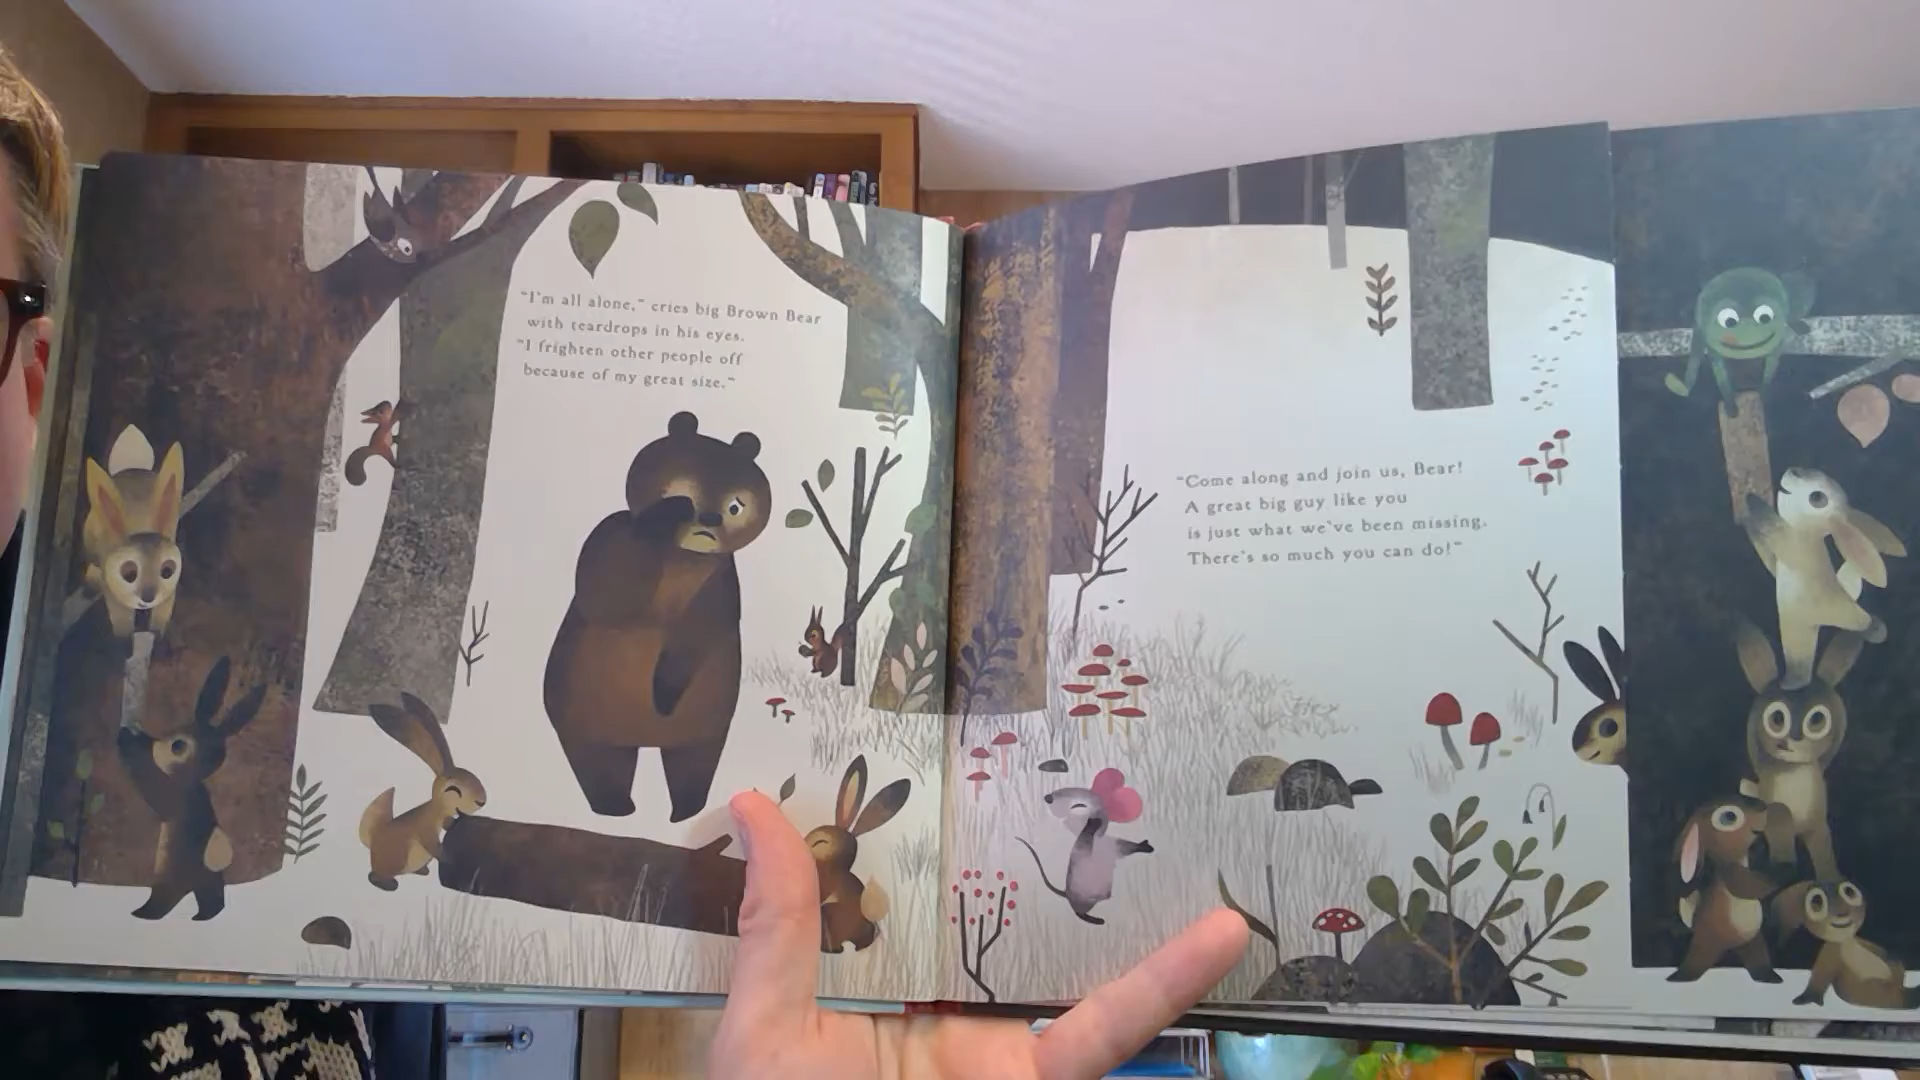 "I'm all alone," cries big Brown Bear
with teardrops in his eyes.
"I frighten other people off
because of my great size."
"Come along and join us, Bear!
A great big guy like you
is just what we've been missing.
There's so much you can do!"